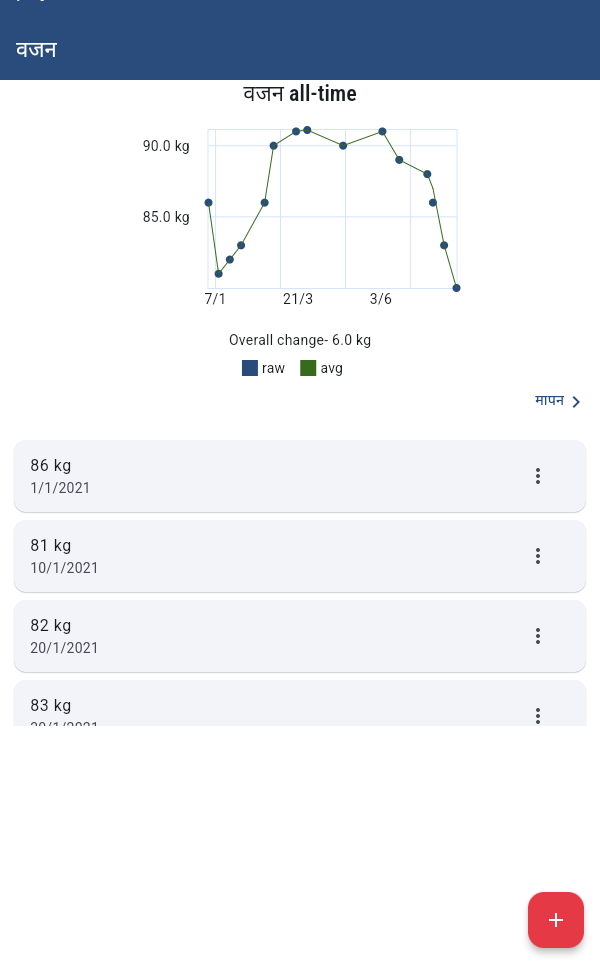 वजन
वजन all-time
90.0 kg
85.0 kg
7/1
21/3
3/6
Overall change- 6.0 kg
raw
avg
मापन
86 kg
1/1/2021
81 kg
10/1/2021
82 kg
20/1/2021
83 kg